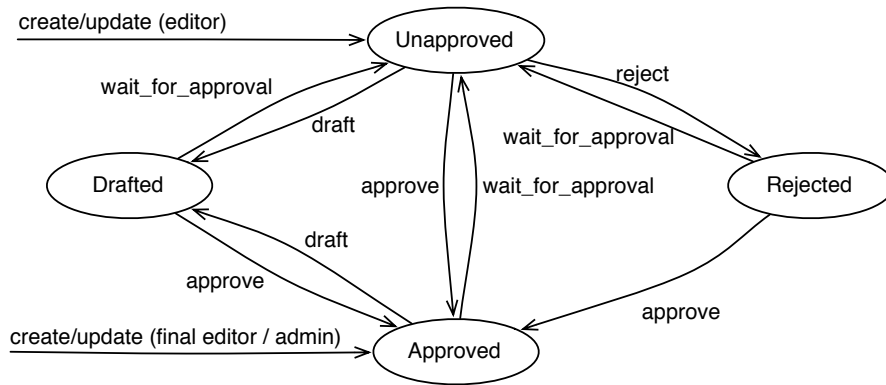 create/update (editor)
Unapproved
reject
wait_for_approval
draft
wait_for_approval
Drafted
approve
wait_for_approval
Rejected
draft
approve
approve
create/update (final editor / admin)
Approved